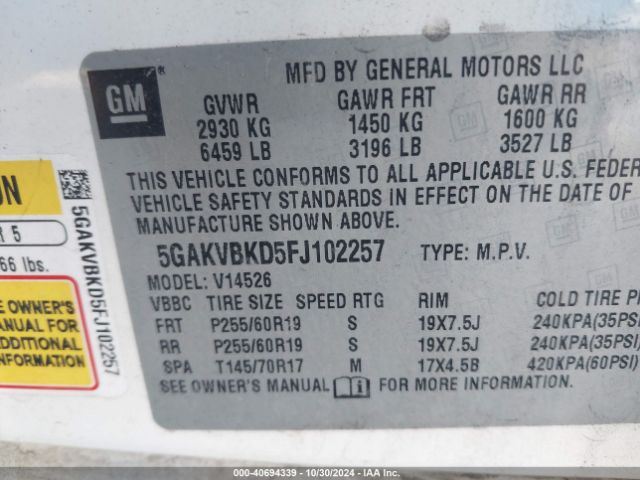 GM ®
MFD BY GENERAL MOTORS LLC
GVWR GAWR FRT GAWR RR
2930 KG 1450 KG 1600 KG
6459 LB 3196 LB 3527 LB
THIS VEHICLE CONFORMS TO ALL APPLICABLE U.S. FEDER
VEHICLE SAFETY STANDARDS IN EFFECT ON THE DATE OF
MANUFACTURE SHOWN ABOVE.
5GAKVBKD5FJ102257 TYPE: M.P.V.
MODEL: V14526
VBBC TIRE SIZE SPEED RTG RIM COLD TIRE P
FRT P255/60R19 S 19X7.5J 240KPA(35PSI)
RR P255/60R19 S 19X7.5J 240KPA(35PSI)
SPA T145/70R17 M 17X4.5B 420KPA(60PSI)
SEE OWNER'S MANUAL i FOR MORE INFORMATION.
ON
R 5
66 lbs.
E OWNER'S
ANUAL FOR
ADDITIONAL
ORMATION
5GAKVBKD5FJ102257
000-40694339 - 10/30/2024 - IAA Inc.